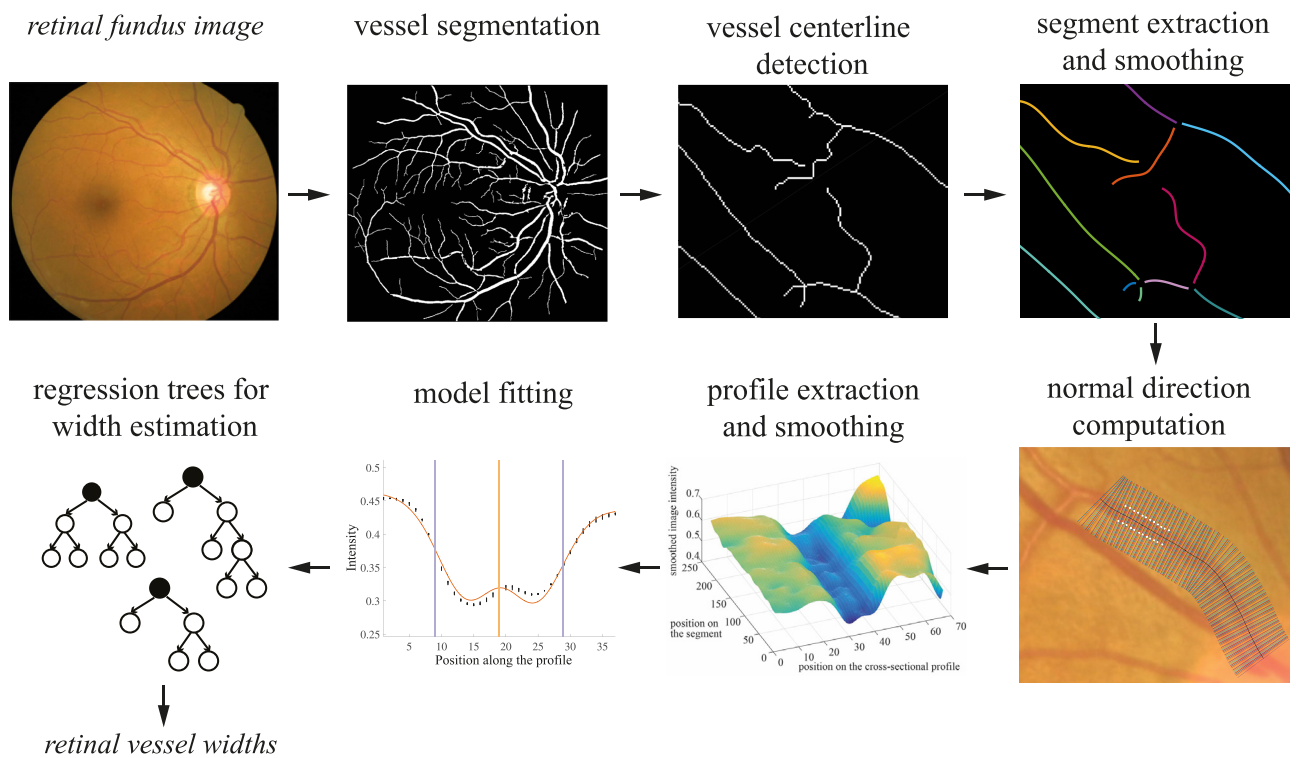 retinal fundus image
vessel segmentation
vessel centerline
detection
segment extraction
and smoothing
regression trees for
width estimation
model fitting
profile extraction
and smoothing
normal direction
computation
0.5
0.45
0.4
0.35
0.3
0.25
Intensity
5
10
15
20
25
30
35
Position along the profile
0.7
0.6
0.5
0.4
smoothed image intensity
250
200
150
100
50
0
position on
the segment
0
10
20
30
40
50
60
70
position on the cross-sectional profile
retinal vessel widths